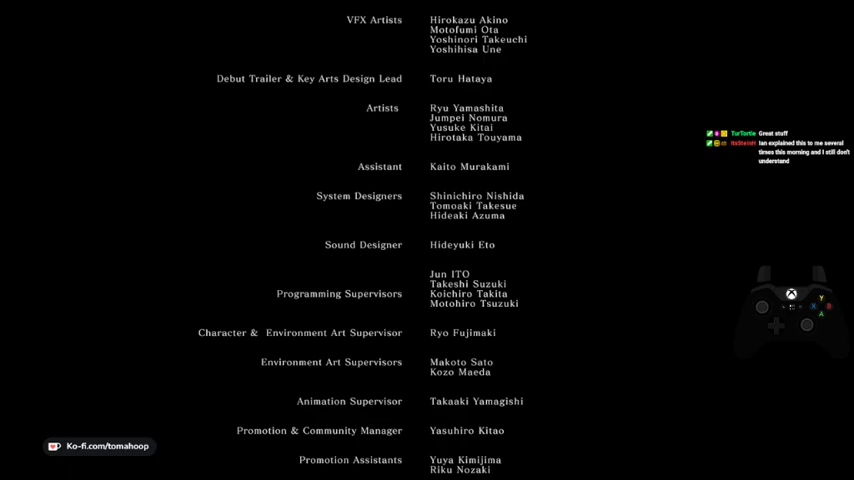 VFX Artists Hirokazu Akino
Motofumi Ota
Yoshinori Takeuchi
Yoshihisa Une
Debut Trailer & Key Arts Design Lead Toru Hataya
Artists Ryu Yamashita
Jumpei Nomura
Yusuke Kitai
Hirotaka Touyama
Assistant Kaito Murakami
System Designers Shinichiro Nishida
Tomoaki Takesue
Hideaki Azuma
Sound Designer Hideyuki Eto
Jun ITO
Takeshi Suzuki
Programming Supervisors Koichiro Takita
Motohiro Tsuzuki
Character & Environment Art Supervisor Ryo Fujimaki
Environment Art Supervisors Makoto Sato
Kozo Maeda
Animation Supervisor Takaaki Yamagishi
Promotion & Community Manager Yasuhiro Kitao
Promotion Assistants Yuya Kimijima
Riku Nozaki
TurTortle Great stuff
Ian explained this to me several
times this morning and I still don't
understand
Y
X B
A
Ko-fi.com/tomahoop